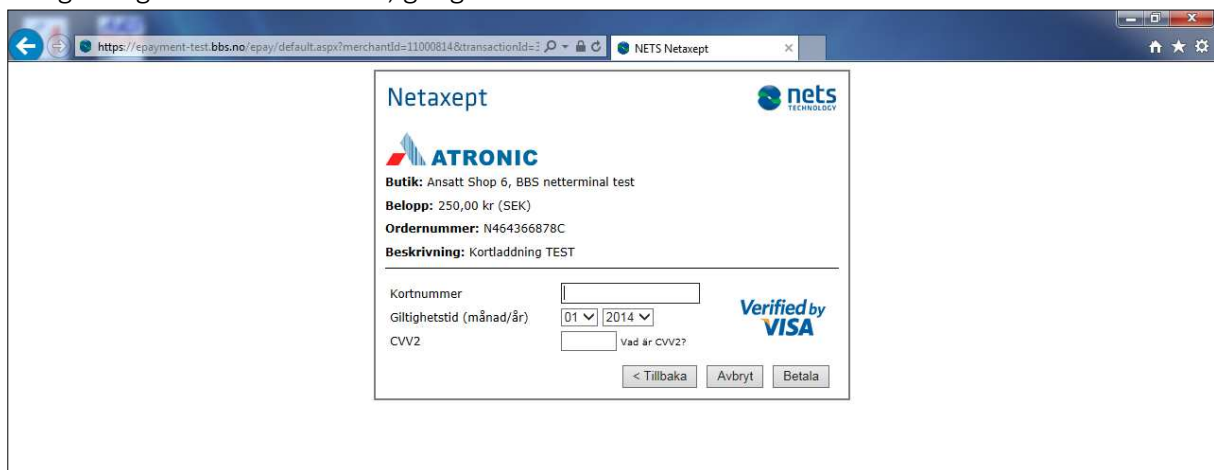 https://epayment-test.bbs.no/epay/default.aspx?merchantId=11000814&transactionId=3
NETS Netaxept
Netaxept
nets
TECHNOLOGY
ATRONIC
Butik: Ansatt Shop 6, BBS netterminal test
Belopp: 250,00 kr (SEK)
Ordernummer: N464366878C
Beskrivning: Kortladdning TEST
Kortnummer
Giltighetstid (månad/år) 01 2014
CVV2 Vad är CVV2?
Verified by
VISA
< Tillbaka Avbryt Betala